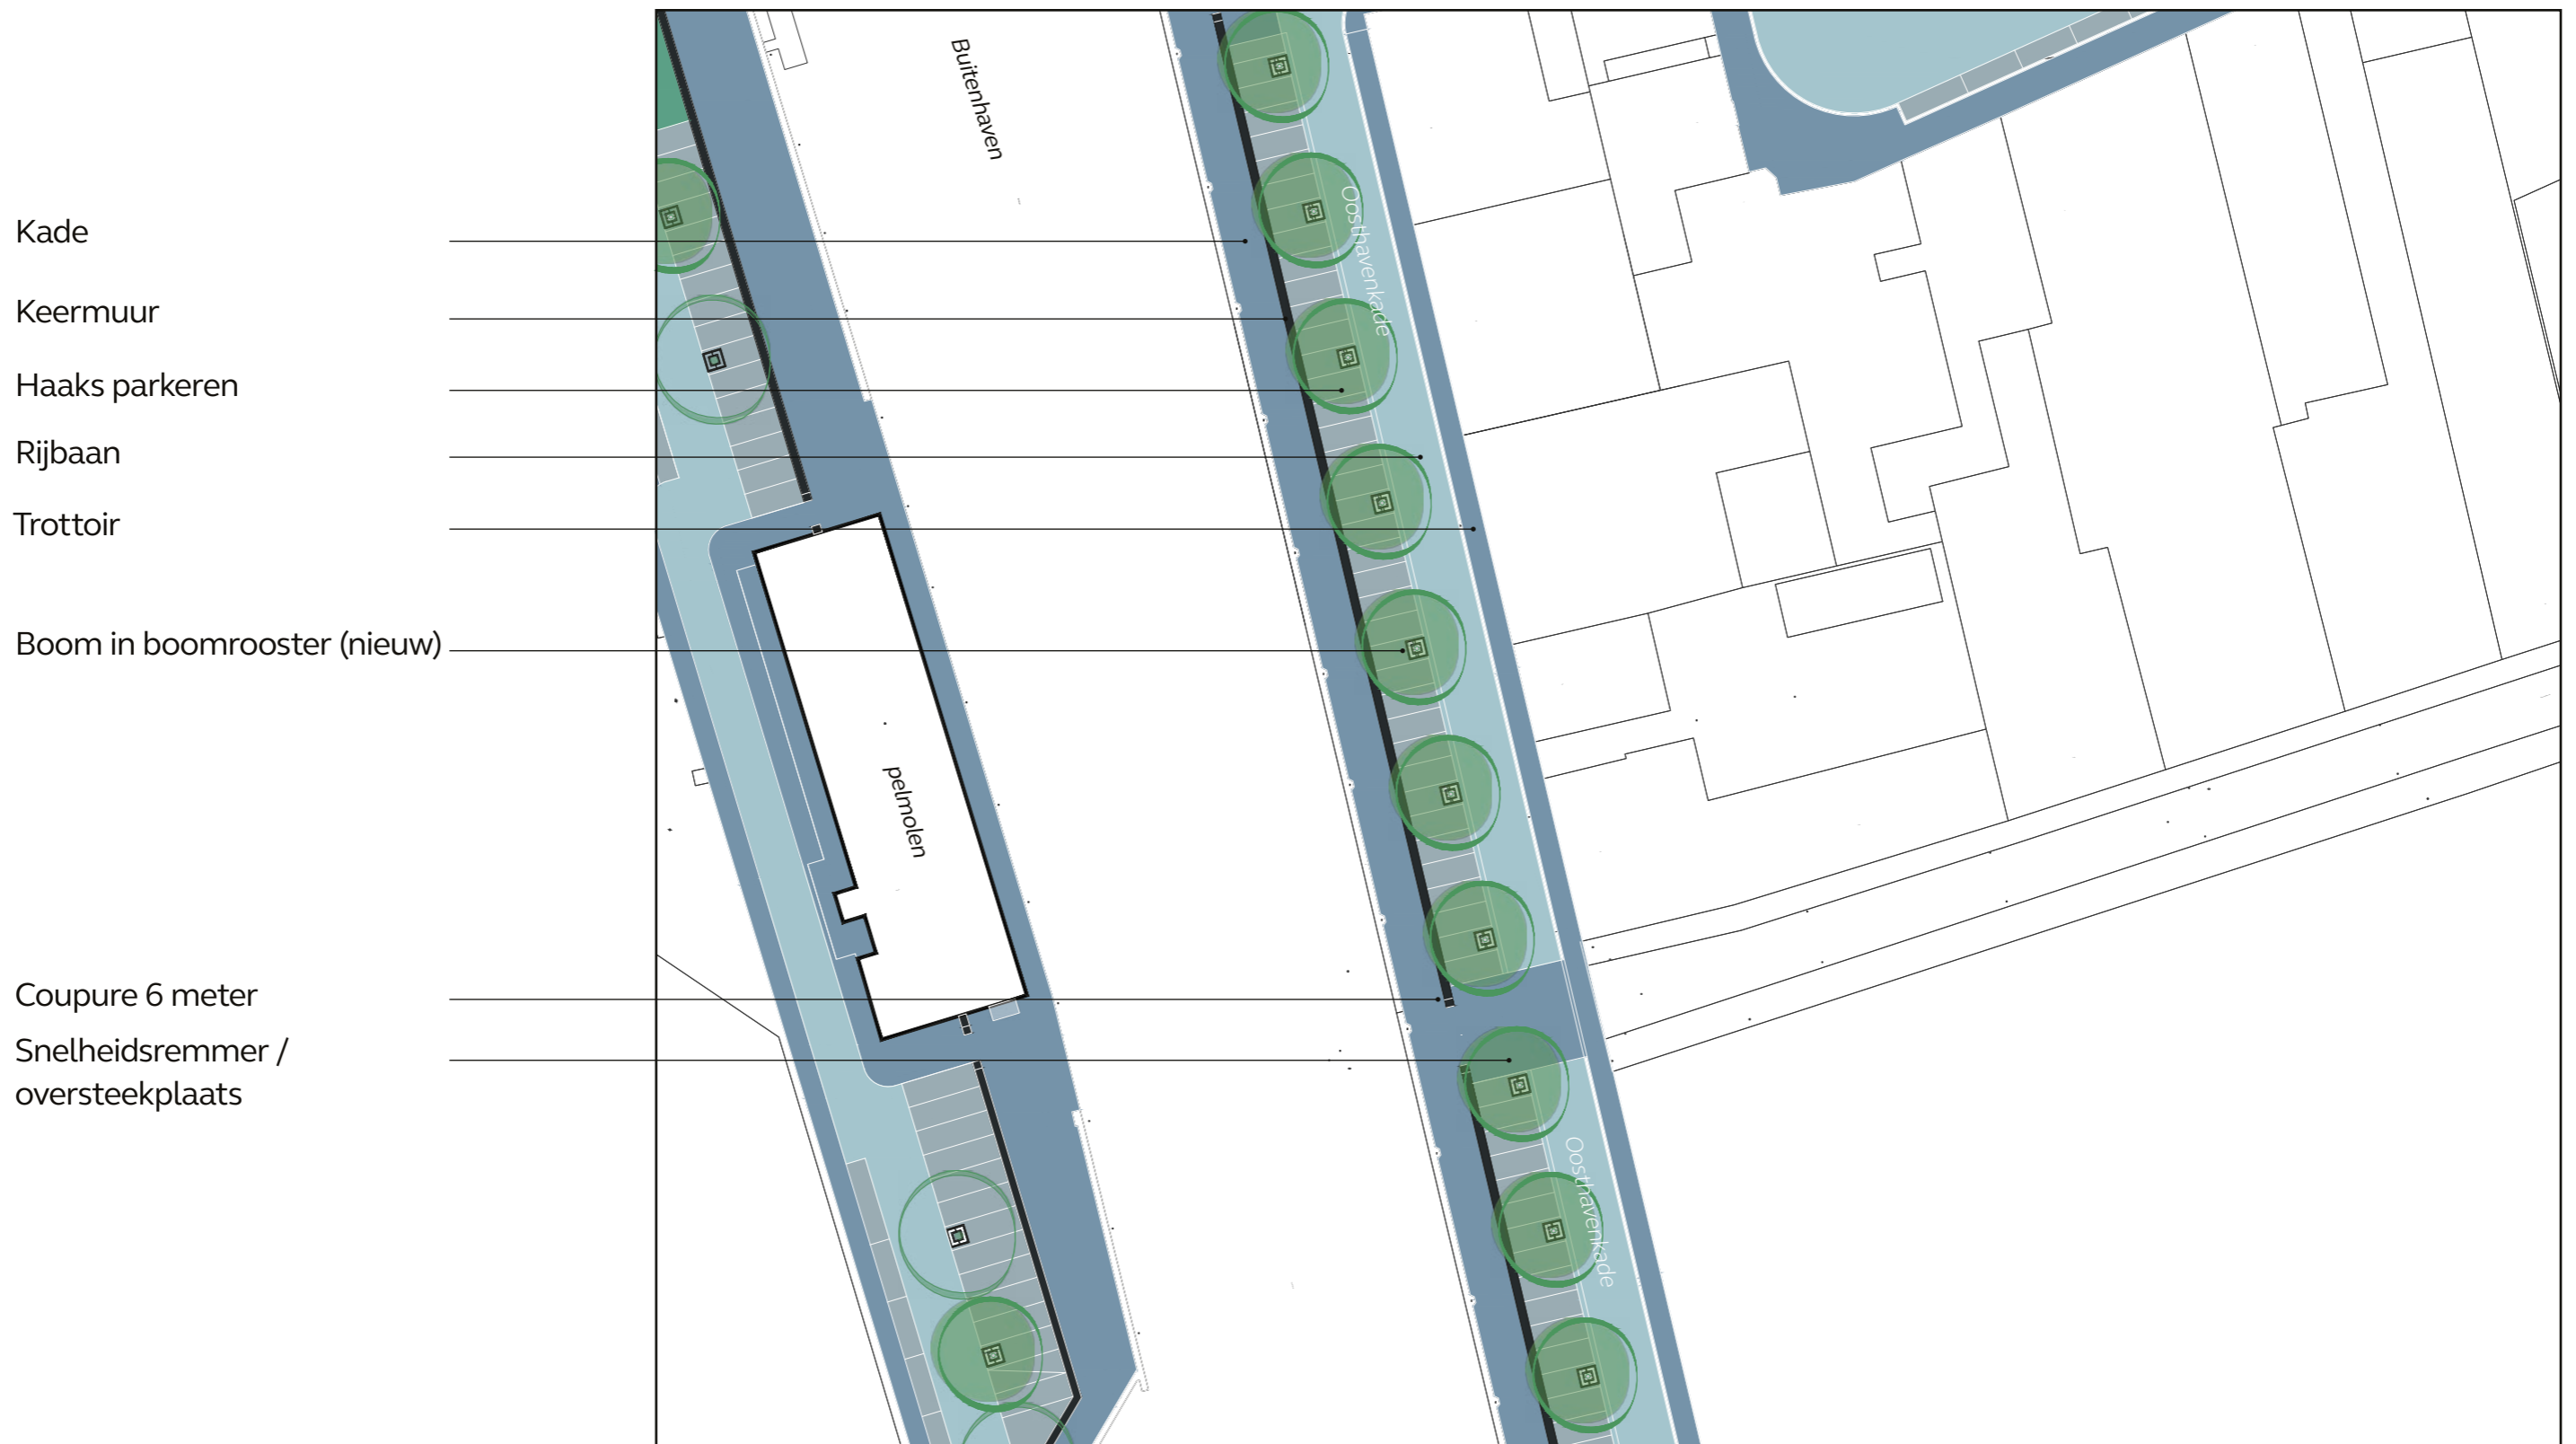 Buitenhaven
Oosthavenkade
Kade
Keermuur
Haaks parkeren
Rijbaan
Trottoir
Boom in boomrooster (nieuw)
pelmolen
Coupure 6 meter
Snelheidsremmer /
oversteekplaats
Oosthavenkade